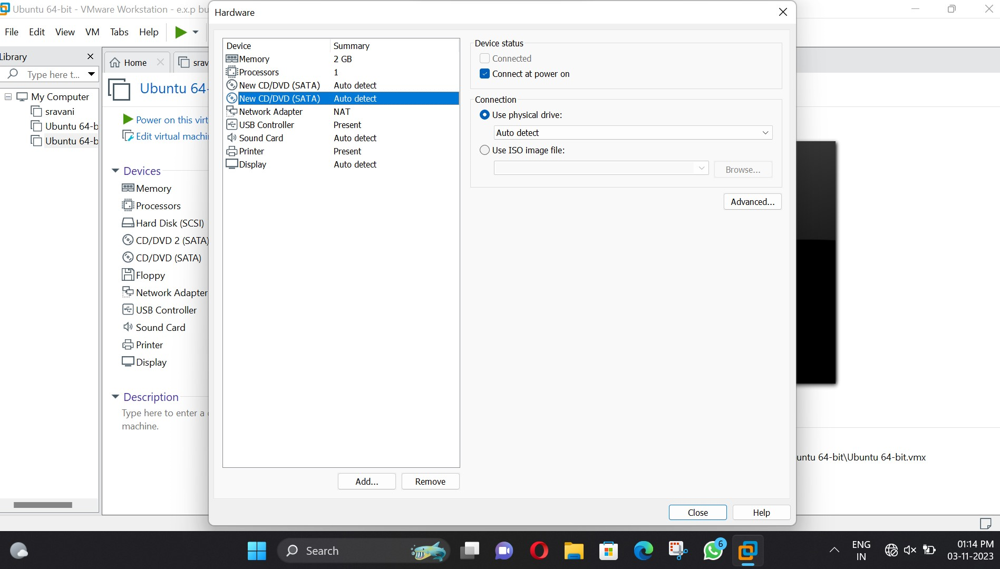 Ubuntu 64-bit - VMware Workstation - e.x.p bu
File Edit View VM Tabs Help
Library
Type here t...
My Computer
sravani
Ubuntu 64-b
Ubuntu 64-b
Home
srav
Ubuntu 64-
Power on this virt
Edit virtual machi
Devices
Memory
Processors
Hard Disk (SCSI)
CD/DVD 2 (SATA)
CD/DVD (SATA)
Floppy
Network Adapter
USB Controller
Sound Card
Printer
Display
Description
Type here to enter a
machine.
Hardware
Device Summary
Memory 2 GB
Processors 1
New CD/DVD (SATA) Auto detect
New CD/DVD (SATA) Auto detect
Network Adapter NAT
USB Controller Present
Sound Card Auto detect
Printer Present
Display Auto detect
Add... Remove
Device status
Connected
Connect at power on
Connection
Use physical drive:
Auto detect
Use ISO image file:
Browse...
Advanced...
Close Help
untu 64-bit\Ubuntu 64-bit.vmx
Search
6
ENG
IN
01:14 PM
03-11-2023